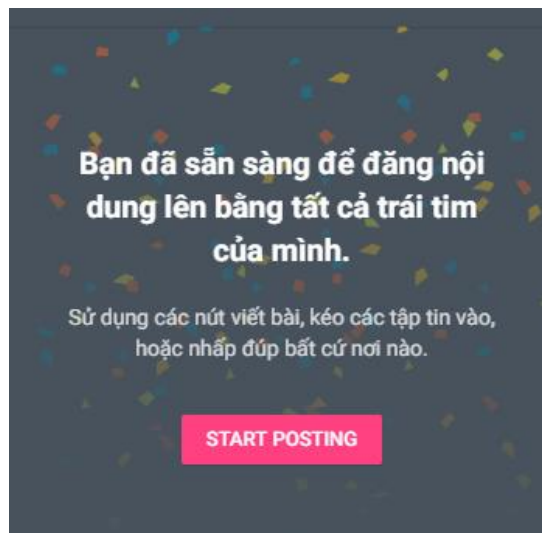 Bạn đã sẵn sàng để đăng nội
dung lên bằng tất cả trái tim
của mình.
Sử dụng các nút viết bài, kéo các tập tin vào,
hoặc nhấp đúp bất cứ nơi nào.
START POSTING